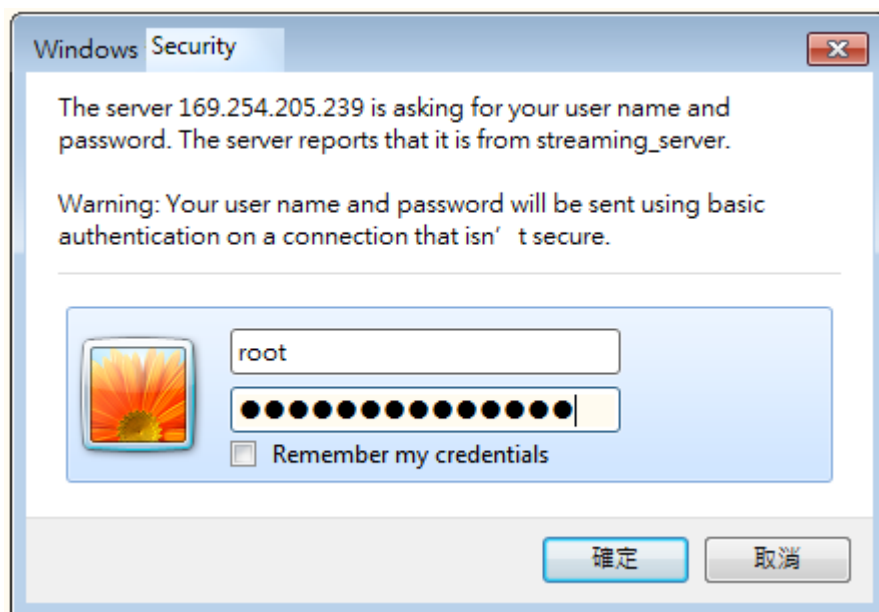 Windows Security
The server 169.254.205.239 is asking for your user name and
password. The server reports that it is from streaming_server.
Warning: Your user name and password will be sent using basic
authentication on a connection that isn’ t secure.
root
●●●●●●●●●●●●●●
Remember my credentials
確定 取消